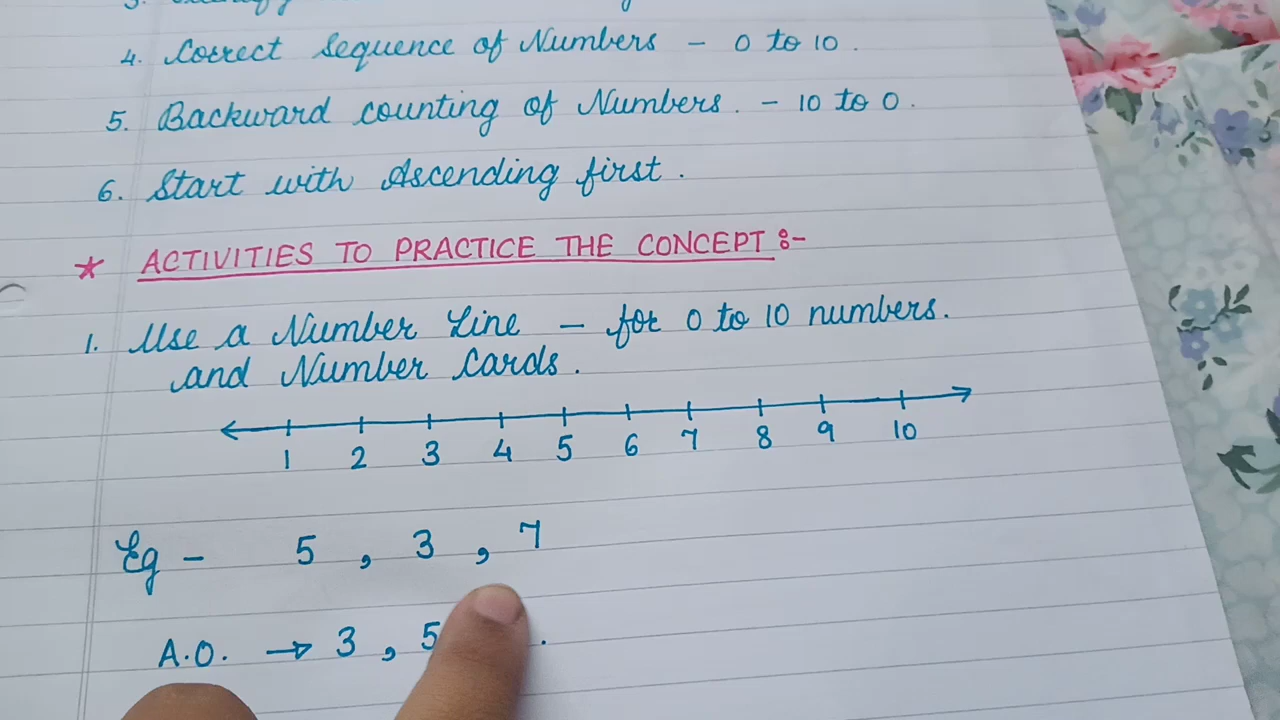 4. Correct Sequence of Numbers - 0 to 10.
5. Backward counting of Numbers. - 10 to 0.
6. Start with Ascending first.
* ACTIVITIES TO PRACTICE THE CONCEPT :-
1. Use a Number Line - for 0 to 10 numbers.
and Number Cards.
1 2 3 4 5 6 7 8 9 10
Eg - 5 , 3 , 7
A.O. → 3 , 5 .